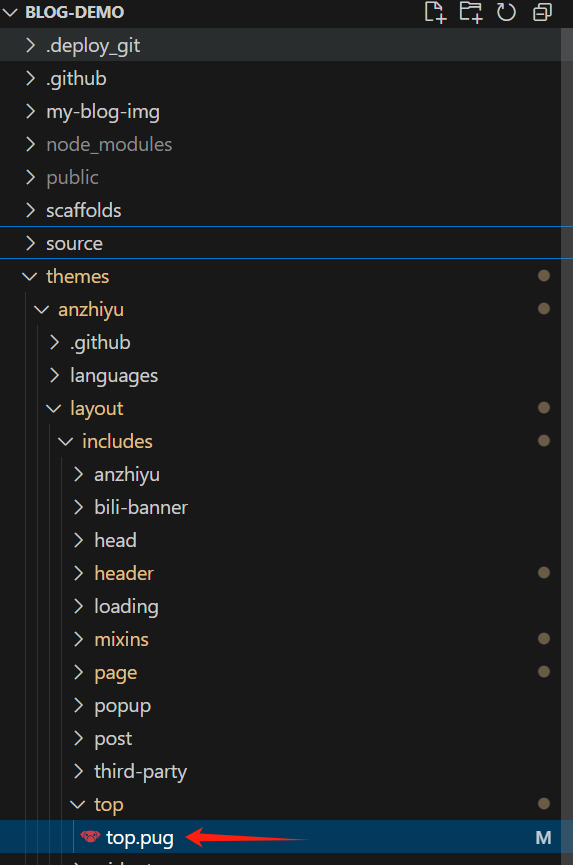 BLOG-DEMO
.deploy_git
.github
my-blog-img
node_modules
public
scaffolds
source
themes
anzhiyu
.github
languages
layout
includes
anzhiyu
bili-banner
head
header
loading
mixins
page
popup
post
third-party
top
top.pug M